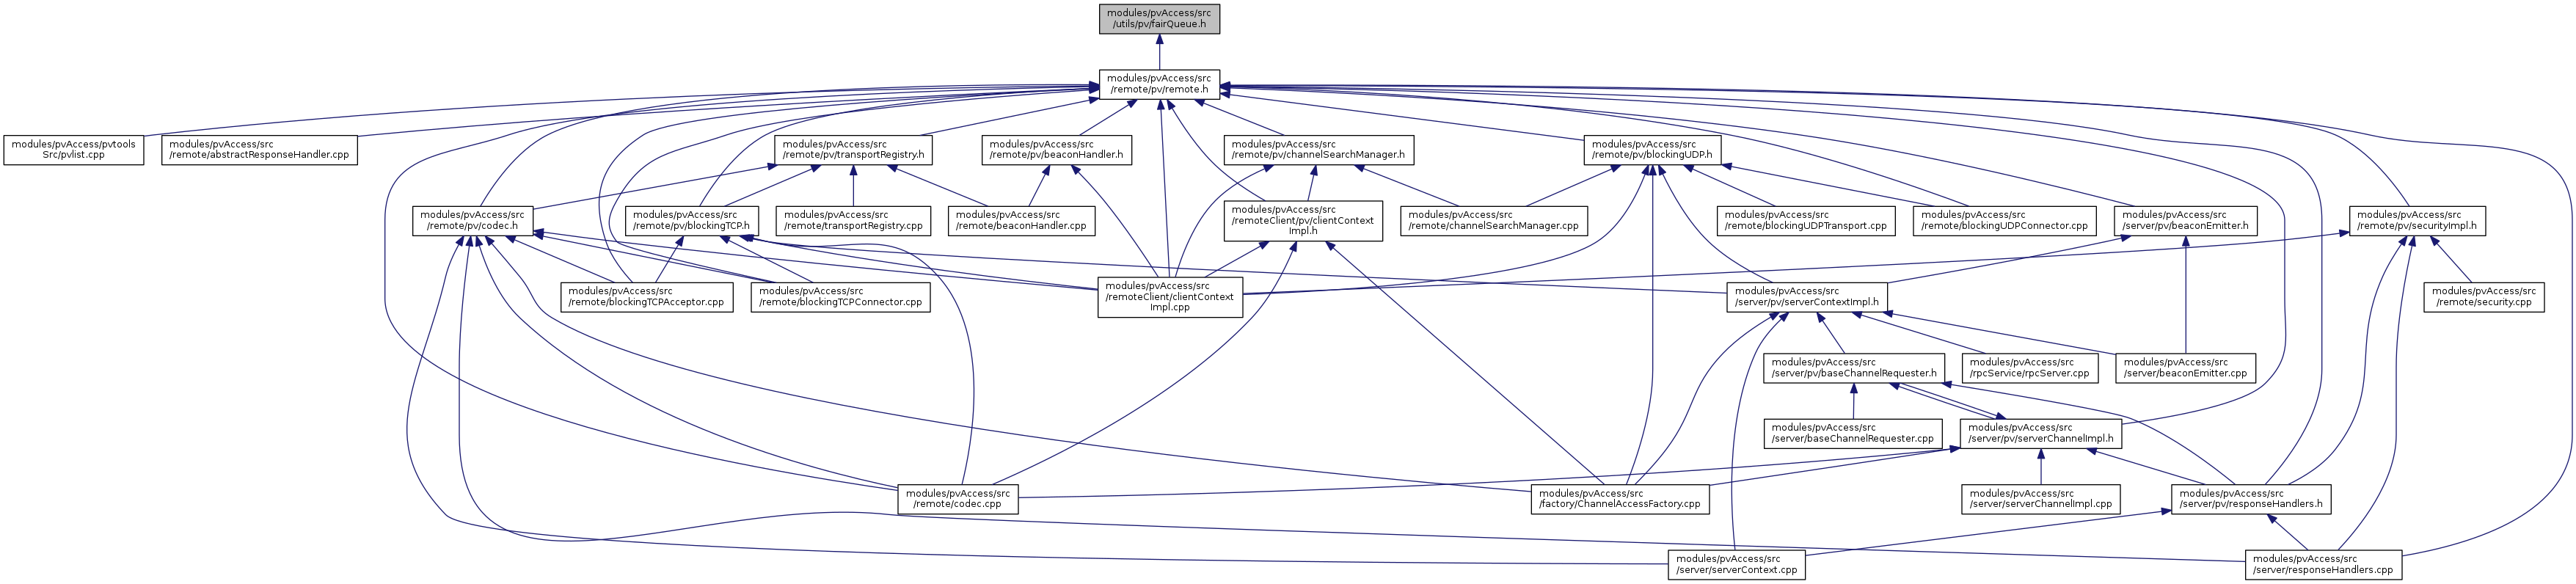 modules/pvAccess/src
/utils/pv/fairQueue.h
modules/pvAccess/src
/remote/pv/remote.h
modules/pvAccess/pvtools
Src/pvlist.cpp
modules/pvAccess/src
/remote/abstractResponseHandler.cpp
modules/pvAccess/src
/remote/pv/transportRegistry.h
modules/pvAccess/src
/remote/pv/beaconHandler.h
modules/pvAccess/src
/remote/pv/channelSearchManager.h
modules/pvAccess/src
/remote/pv/blockingUDP.h
modules/pvAccess/src
/remote/pv/codec.h
modules/pvAccess/src
/remote/pv/blockingTCP.h
modules/pvAccess/src
/remote/transportRegistry.cpp
modules/pvAccess/src
/remote/beaconHandler.cpp
modules/pvAccess/src
/remoteClient/pv/clientContext
Impl.h
modules/pvAccess/src
/remote/channelSearchManager.cpp
modules/pvAccess/src
/remote/blockingUDPTransport.cpp
modules/pvAccess/src
/remote/blockingUDPConnector.cpp
modules/pvAccess/src
/server/pv/beaconEmitter.h
modules/pvAccess/src
/remote/pv/securityImpl.h
modules/pvAccess/src
/remote/blockingTCPAcceptor.cpp
modules/pvAccess/src
/remote/blockingTCPConnector.cpp
modules/pvAccess/src
/remoteClient/clientContext
Impl.cpp
modules/pvAccess/src
/server/pv/serverContextImpl.h
modules/pvAccess/src
/remote/security.cpp
modules/pvAccess/src
/server/pv/baseChannelRequester.h
modules/pvAccess/src
/rpcService/rpcServer.cpp
modules/pvAccess/src
/server/beaconEmitter.cpp
modules/pvAccess/src
/server/baseChannelRequester.cpp
modules/pvAccess/src
/server/pv/serverChannelImpl.h
modules/pvAccess/src
/remote/codec.cpp
modules/pvAccess/src
/factory/ChannelAccessFactory.cpp
modules/pvAccess/src
/server/serverChannelImpl.cpp
modules/pvAccess/src
/server/pv/responseHandlers.h
modules/pvAccess/src
/server/serverContext.cpp
modules/pvAccess/src
/server/responseHandlers.cpp